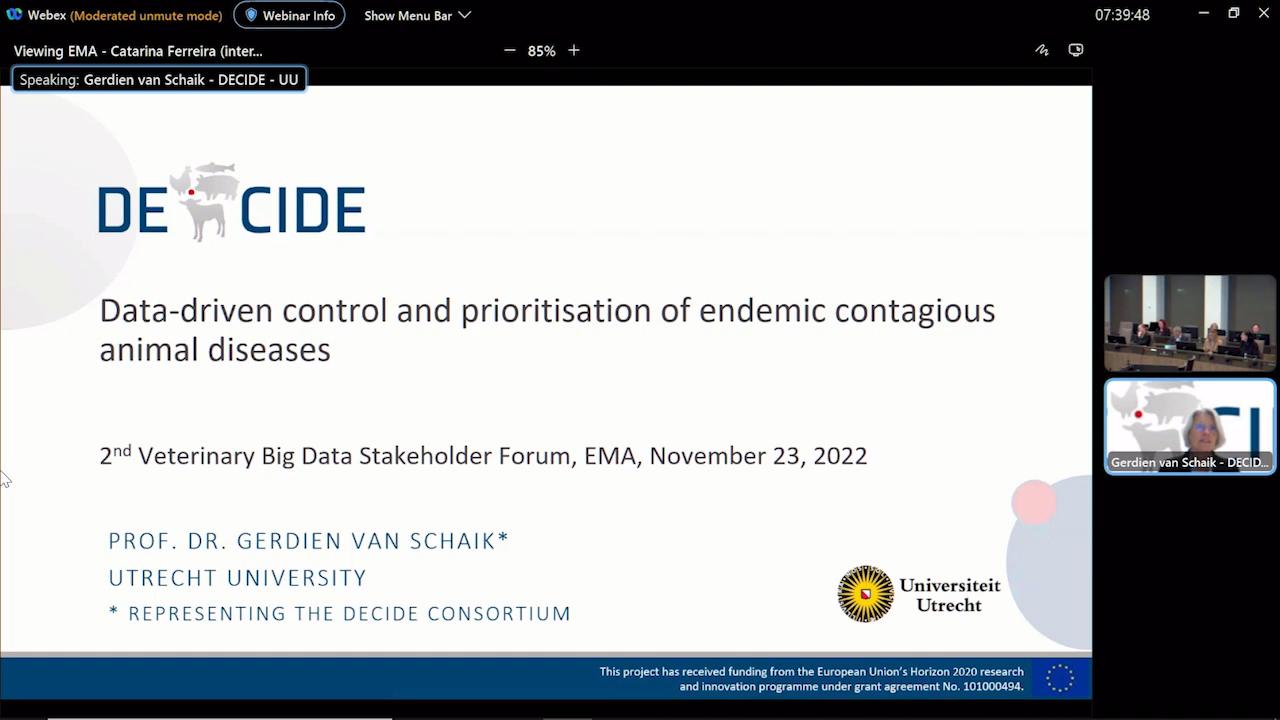 Webex (Moderated unmute mode) Webinar Info Show Menu Bar 07:39:48
Viewing EMA - Catarina Ferreira (inter... 85%
Speaking: Gerdien van Schaik - DECIDE - UU
DECIDE
Data-driven control and prioritisation of endemic contagious
animal diseases
2nd Veterinary Big Data Stakeholder Forum, EMA, November 23, 2022
PROF. DR. GERDIEN VAN SCHAIK*
UTRECHT UNIVERSITY
* REPRESENTING THE DECIDE CONSORTIUM
Universiteit
Utrecht
This project has received funding from the European Union's Horizon 2020 research
and innovation programme under grant agreement No. 101000494.
CI
Gerdien van Schaik - DECID...